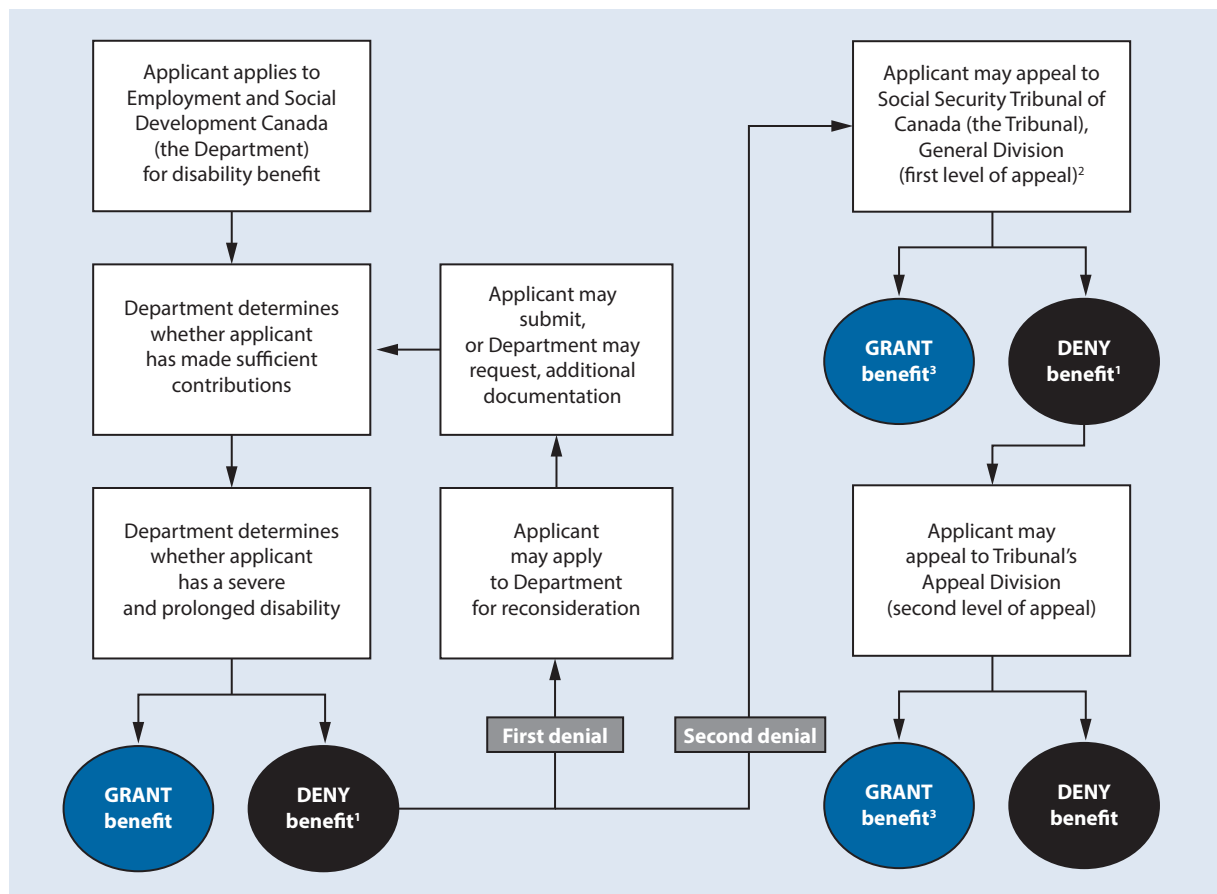 Applicant applies to
Employment and Social
Development Canada
(the Department)
for disability benefit
Department determines
whether applicant
has made sufficient
contributions
Department determines
whether applicant
has a severe
and prolonged disability
GRANT
benefit
DENY
benefit¹
First denial
Applicant
may apply
to Department
for reconsideration
Applicant may
submit,
or Department may
request, additional
documentation
Second denial
Applicant may appeal to
Social Security Tribunal of
Canada (the Tribunal),
General Division
(first level of appeal)²
GRANT
benefit³
DENY
benefit¹
Applicant may
appeal to Tribunal’s
Appeal Division
(second level of appeal)
GRANT
benefit³
DENY
benefit